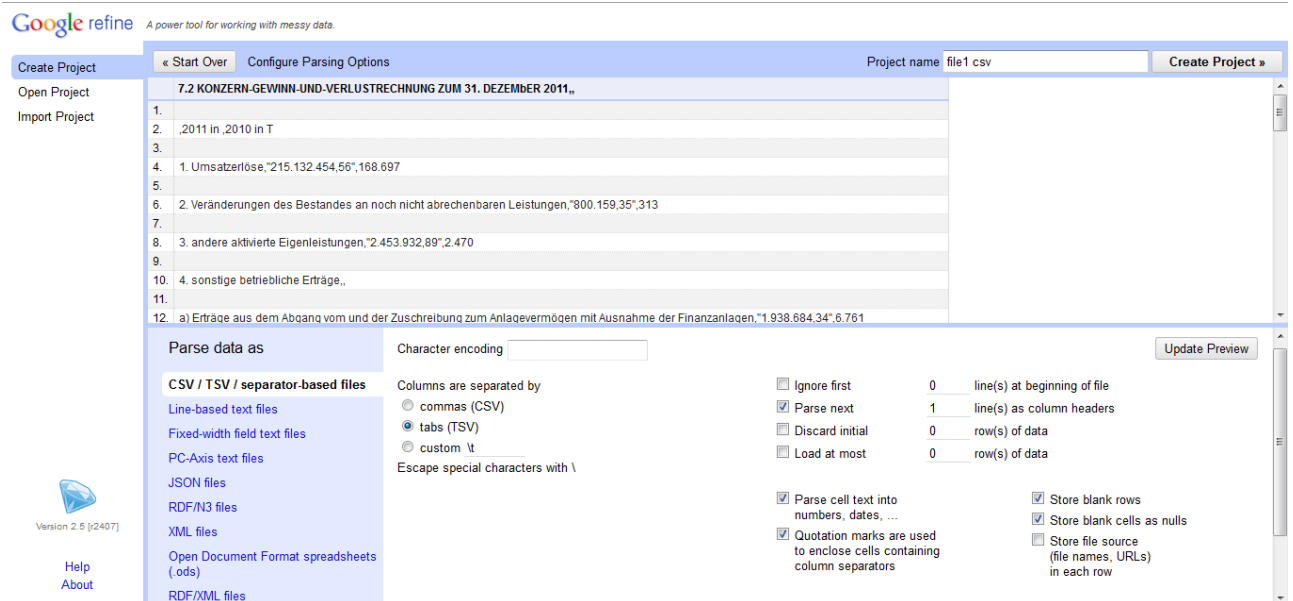 Google refine A power tool for working with messy data.
Create Project
Open Project
Import Project
« Start Over Configure Parsing Options Project name file1 csv Create Project »
7.2 KONZERN-GEWINN-UND-VERLUSTRECHNUNG ZUM 31. DEZEMbER 2011,,
1.
2. ,2011 in ,2010 in T
3.
4. 1. Umsatzerlöse,"215.132.454,56",168.697
5.
6. 2. Veränderungen des Bestandes an noch nicht abrechenbaren Leistungen,"800.159,35",313
7.
8. 3. andere aktivierte Eigenleistungen,"2.453.932,89",2.470
9.
10. 4. sonstige betriebliche Erträge,,
11.
12. a) Erträge aus dem Abgang vom und der Zuschreibung zum Anlagevermögen mit Ausnahme der Finanzanlagen,"1.938.684,34",6.761
Parse data as
CSV / TSV / separator-based files
Line-based text files
Fixed-width field text files
PC-Axis text files
JSON files
RDF/N3 files
XML files
Open Document Format spreadsheets
(.ods)
RDF/XML files
Character encoding
Update Preview
Columns are separated by
commas (CSV)
tabs (TSV)
custom \t
Escape special characters with \
Ignore first 0 line(s) at beginning of file
Parse next 1 line(s) as column headers
Discard initial 0 row(s) of data
Load at most 0 row(s) of data
Parse cell text into
numbers, dates, ...
Quotation marks are used
to enclose cells containing
column separators
Store blank rows
Store blank cells as nulls
Store file source
(file names, URLs)
in each row
Version 2.5 [r2407]
Help
About